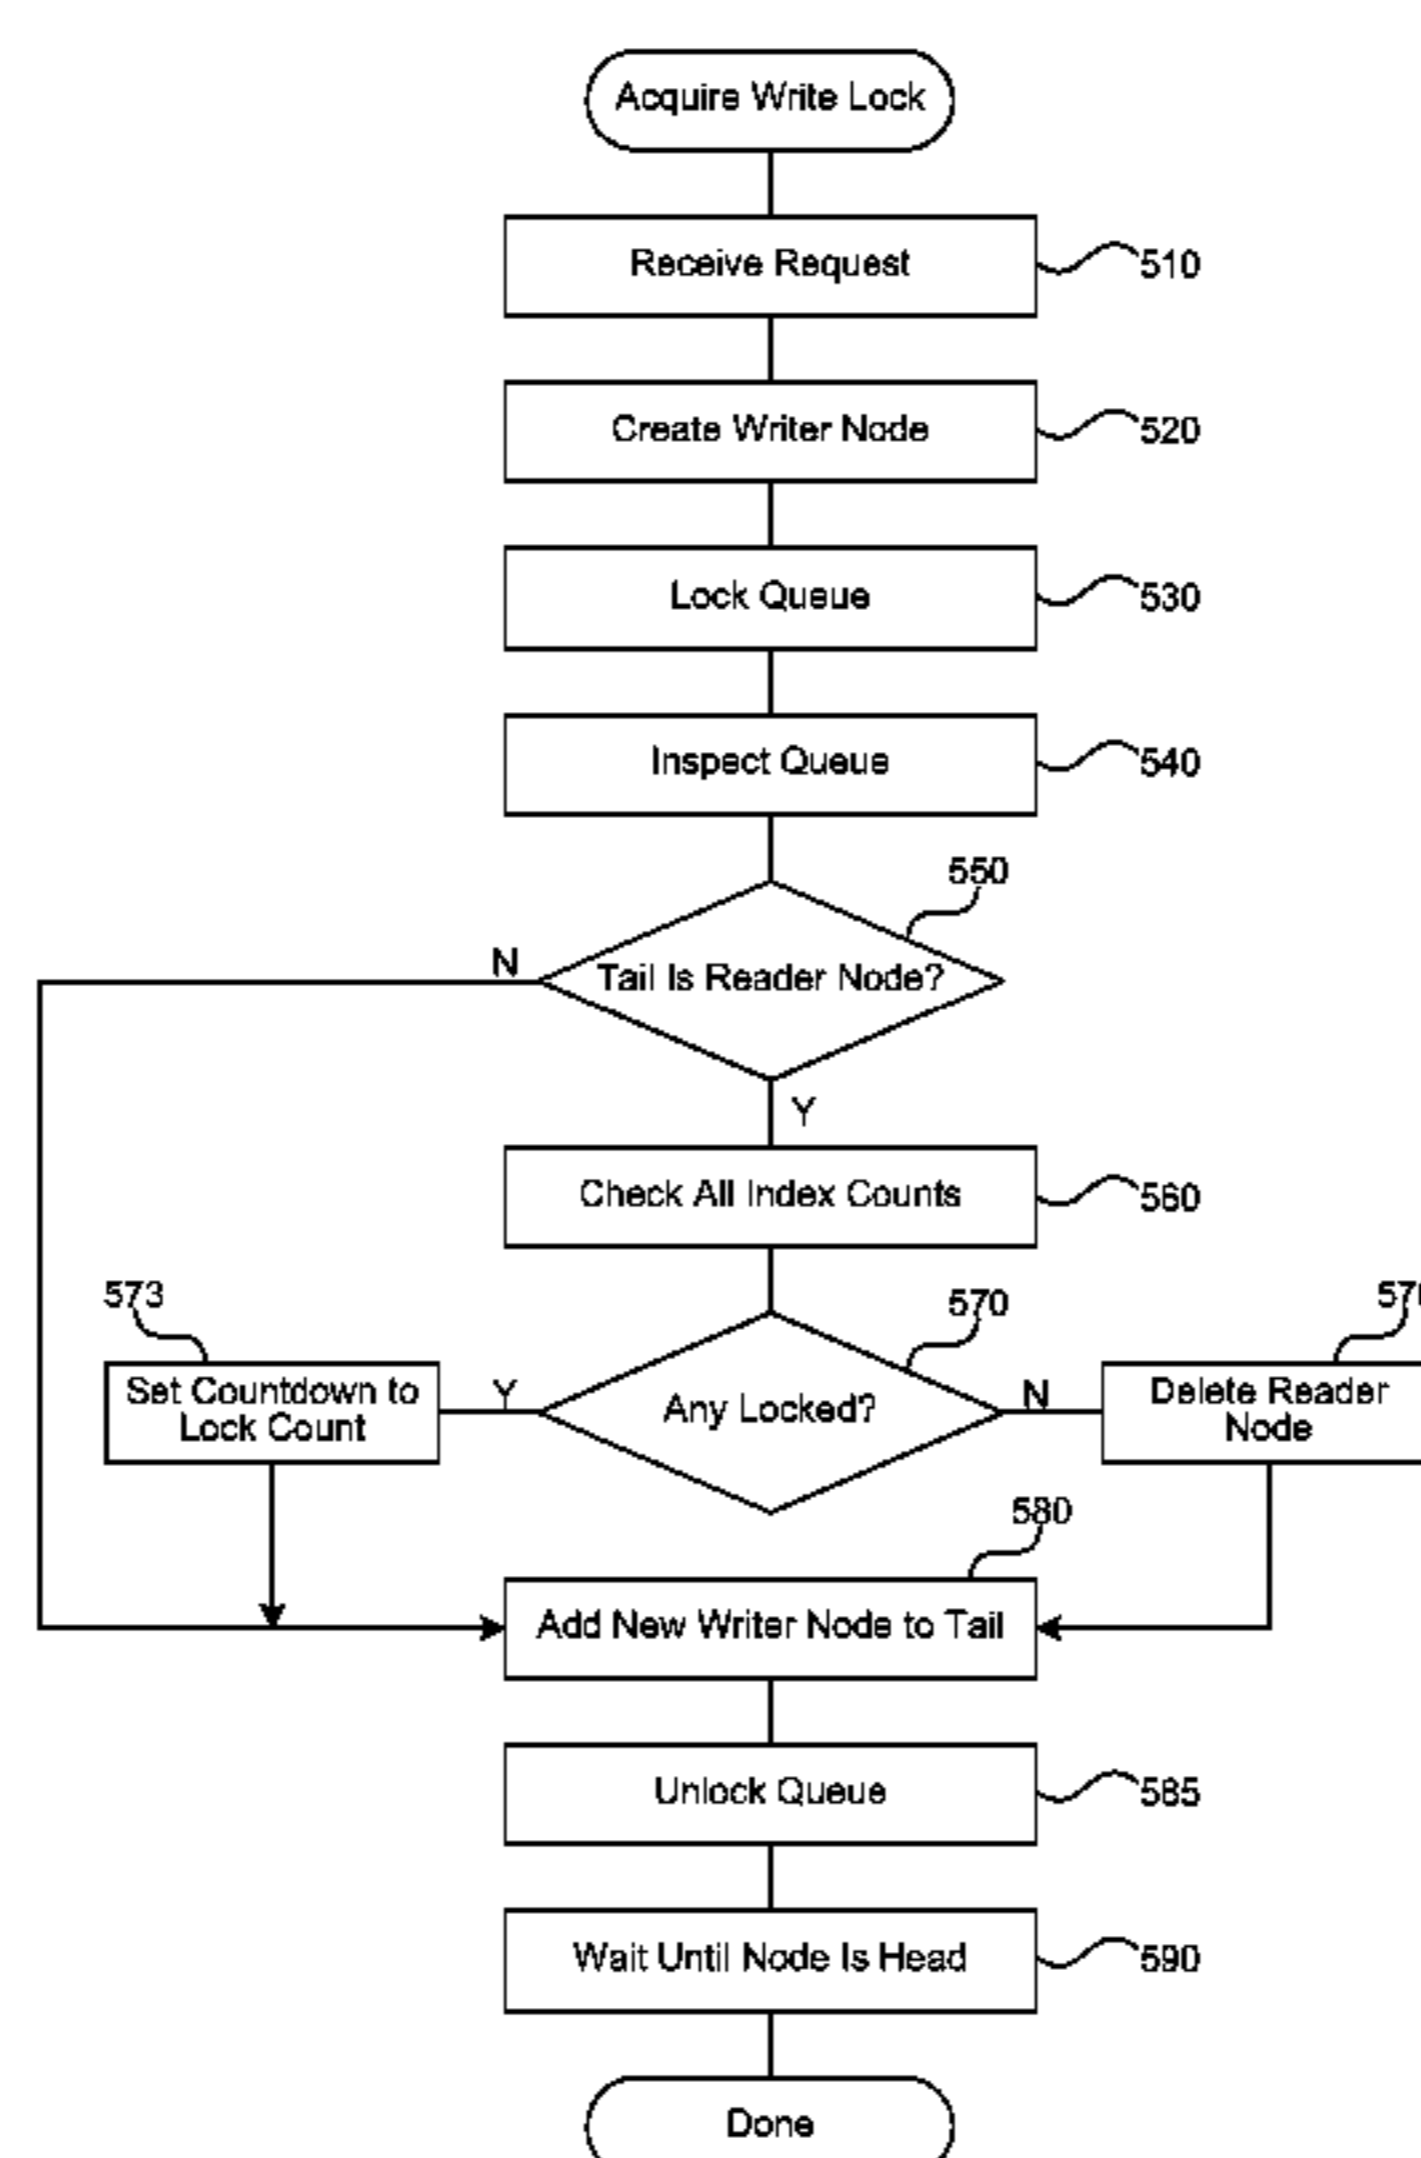 Acquire Write Lock
Receive Request
510
Create Writer Node
520
Lock Queue
530
Inspect Queue
540
550
N
Tail Is Reader Node?
Y
Check All Index Counts
560
573
570
Set Countdown to
Lock Count
Y
Any Locked?
N
Delete Reader
Node
580
Add New Writer Node to Tail
Unlock Queue
585
Wait Until Node Is Head
590
Done